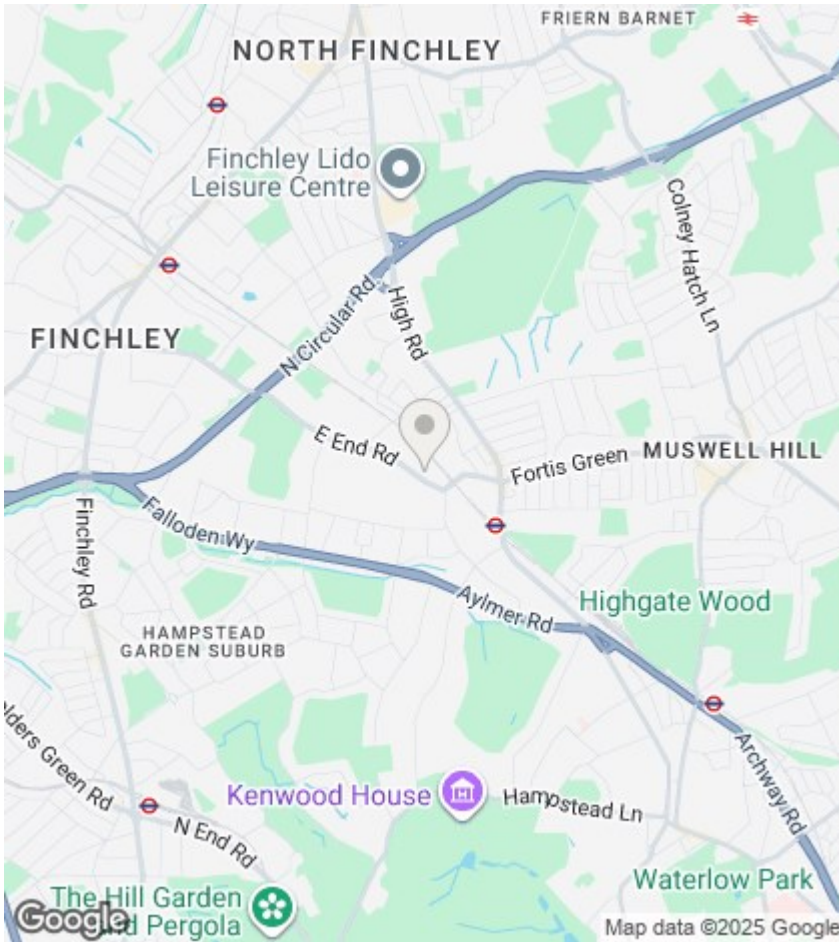 FRIERN BARNET
NORTH FINCHLEY
Finchley Lido
Leisure Centre
Colney Hatch Ln
N Circular Rd
High Rd
FINCHLEY
E End Rd
Fortis Green
MUSWELL HILL
Falloden Wy
Finchley Rd
Aylmer Rd
Highgate Wood
HAMPSTEAD
GARDEN SUBURB
olders Green Rd
Archway Rd
Kenwood House
Hampstead Ln
N End Rd
Waterlow Park
The Hill Garden
and Pergola
Google
Map data ©2025 Google